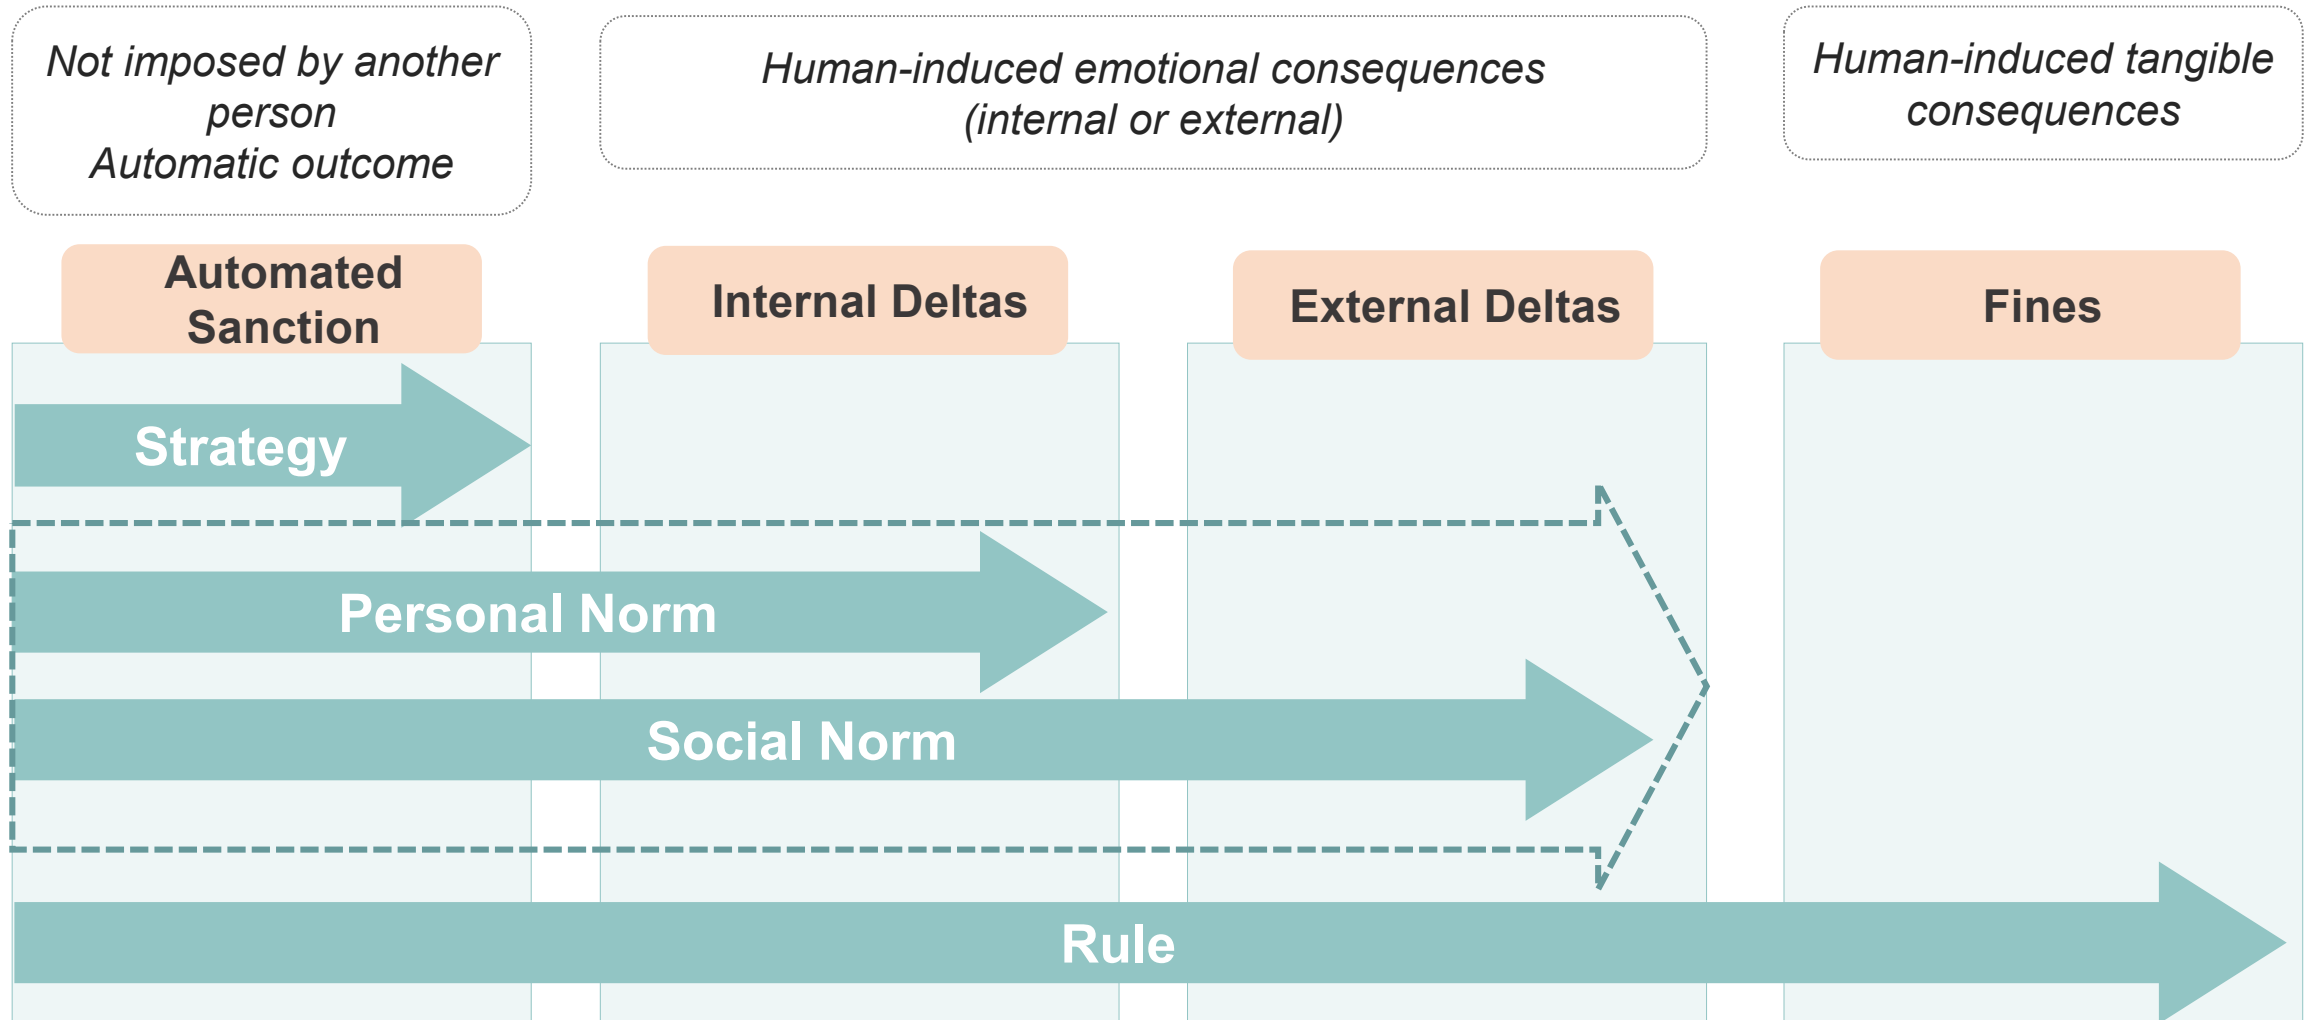 Not imposed by another
person
Automatic outcome
Human-induced emotional consequences
(internal or external)
Human-induced tangible
consequences
Automated
Sanction
Internal Deltas
External Deltas
Fines
Strategy
Personal Norm
Social Norm
Rule